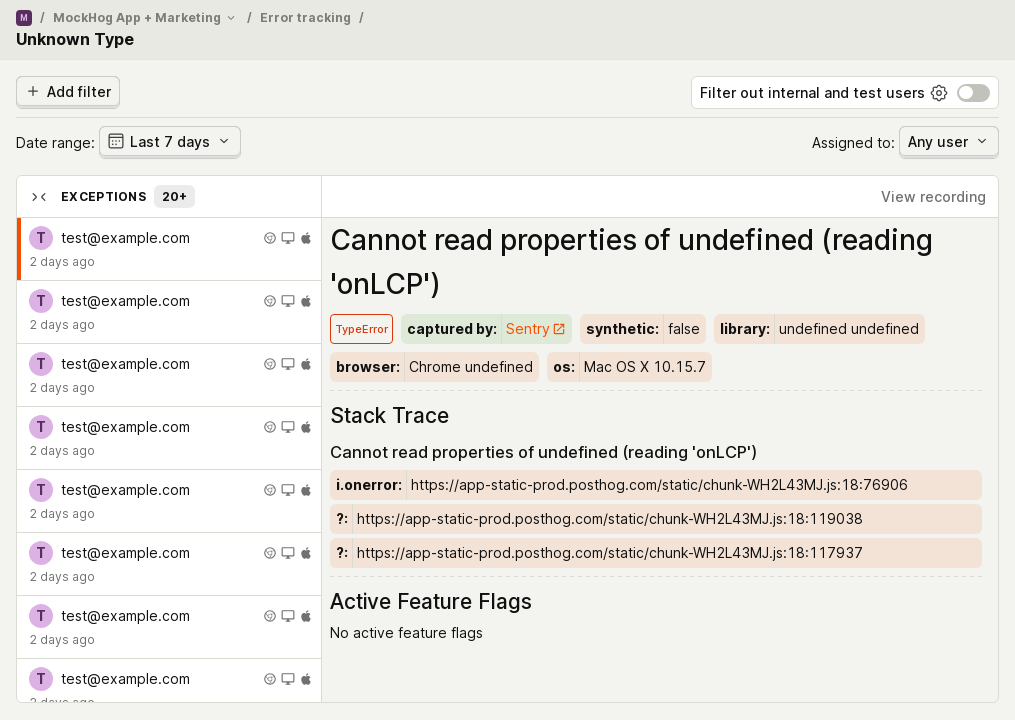 M / MockHog App + Marketing / Error tracking /
Unknown Type
Add filter
Filter out internal and test users
Date range: Last 7 days
Assigned to: Any user
EXCEPTIONS 20+
View recording
T test@example.com
2 days ago
T test@example.com
2 days ago
T test@example.com
2 days ago
T test@example.com
2 days ago
T test@example.com
2 days ago
T test@example.com
2 days ago
T test@example.com
2 days ago
T test@example.com
2 days ago
Cannot read properties of undefined (reading
'onLCP')
TypeError captured by: Sentry synthetic: false library: undefined undefined
browser: Chrome undefined os: Mac OS X 10.15.7
Stack Trace
Cannot read properties of undefined (reading 'onLCP')
i.onerror: https://app-static-prod.posthog.com/static/chunk-WH2L43MJ.js:18:76906
?: https://app-static-prod.posthog.com/static/chunk-WH2L43MJ.js:18:119038
?: https://app-static-prod.posthog.com/static/chunk-WH2L43MJ.js:18:117937
Active Feature Flags
No active feature flags